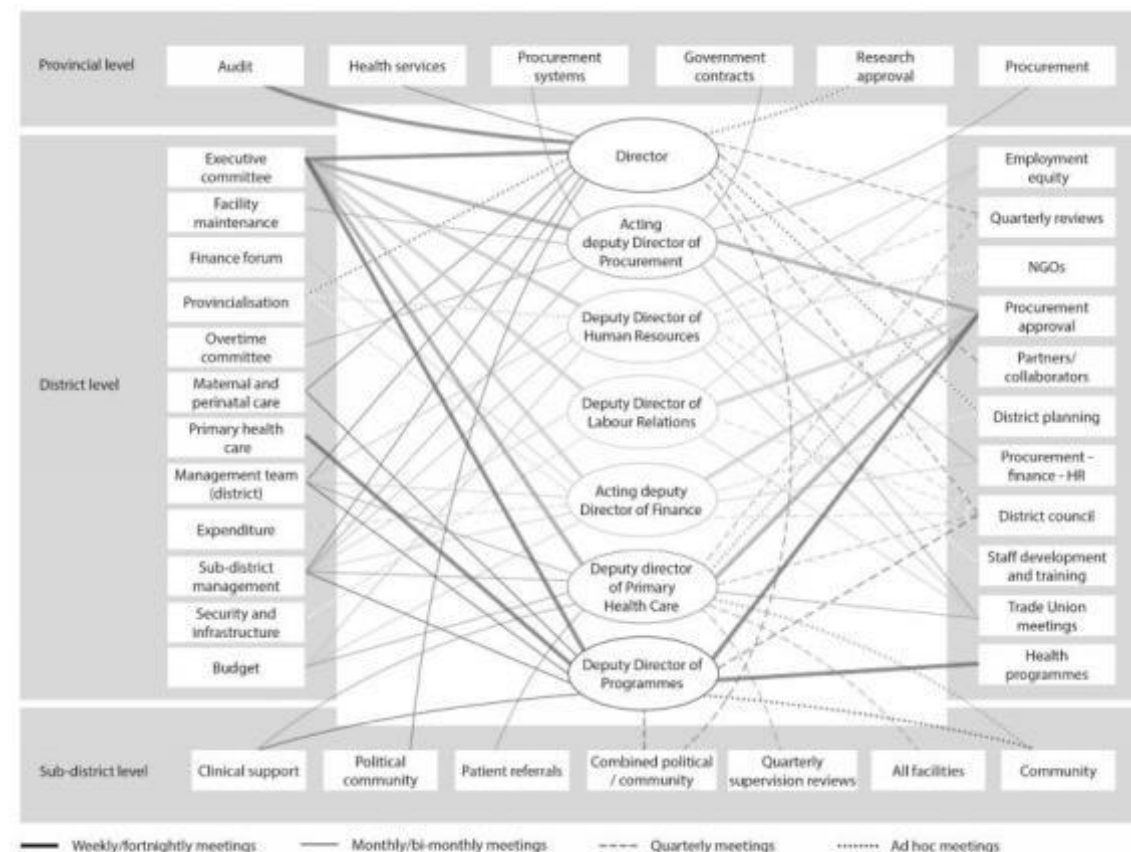 Provincial level
Audit
Health services
Procurement
systems
Government
contracts
Research
approval
Procurement
District level
Executive
committee
Facility
maintenance
Finance forum
Provincialisation
Overtime
committee
Maternal and
perinatal care
Primary health
care
Management team
(district)
Expenditure
Sub-district
management
Security and
infrastructure
Budget
Director
Acting
deputy Director of
Procurement
Deputy Director of
Human Resources
Deputy Director of
Labour Relations
Acting deputy
Director of Finance
Deputy director
of Primary
Health Care
Deputy Director of
Programmes
Employment
equity
Quarterly reviews
NGOs
Procurement
approval
Partners/
collaborators
District planning
Procurement –
finance – HR
District council
Staff development
and training
Trade Union
meetings
Health
programmes
Sub-district level
Clinical support
Political
community
Patient referrals
Combined political
/ community
Quarterly
supervision reviews
All facilities
Community
Weekly/fortnightly meetings
Monthly/bi-monthly meetings
Quarterly meetings
Ad hoc meetings